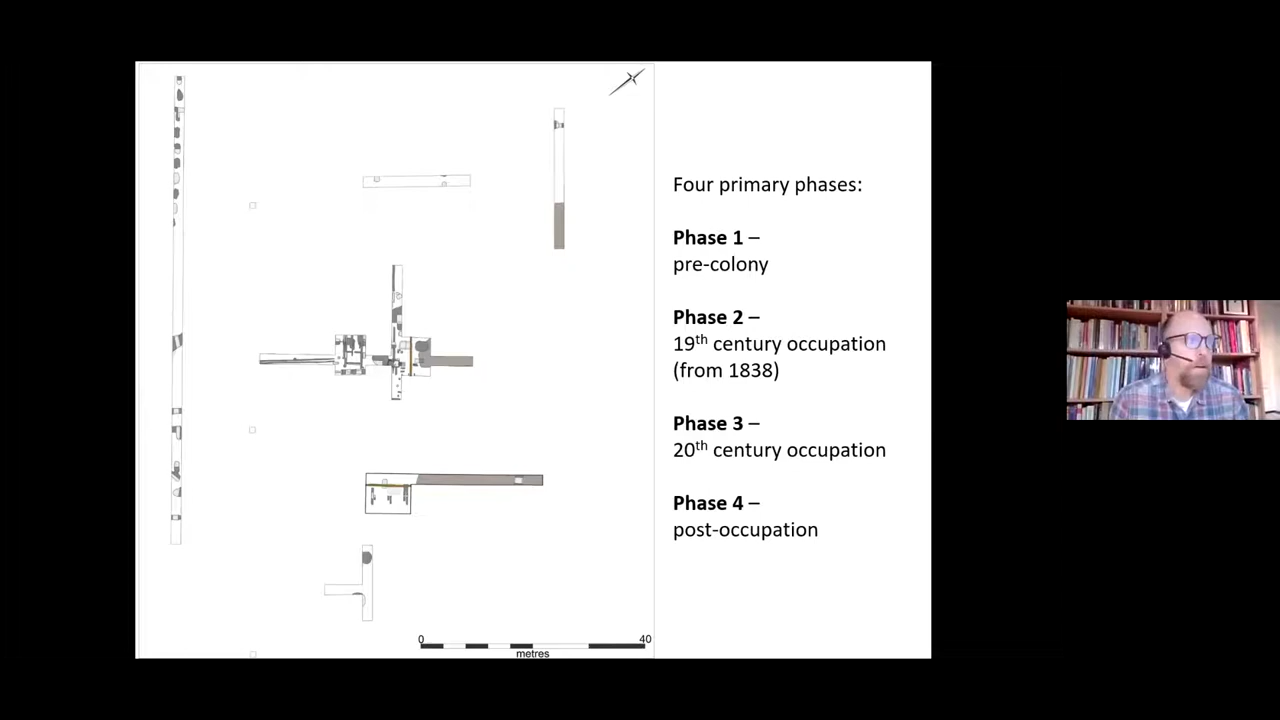 Four primary phases:
Phase 1 –
pre-colony
Phase 2 –
19th century occupation
(from 1838)
Phase 3 –
20th century occupation
Phase 4 –
post-occupation
0 40
metres